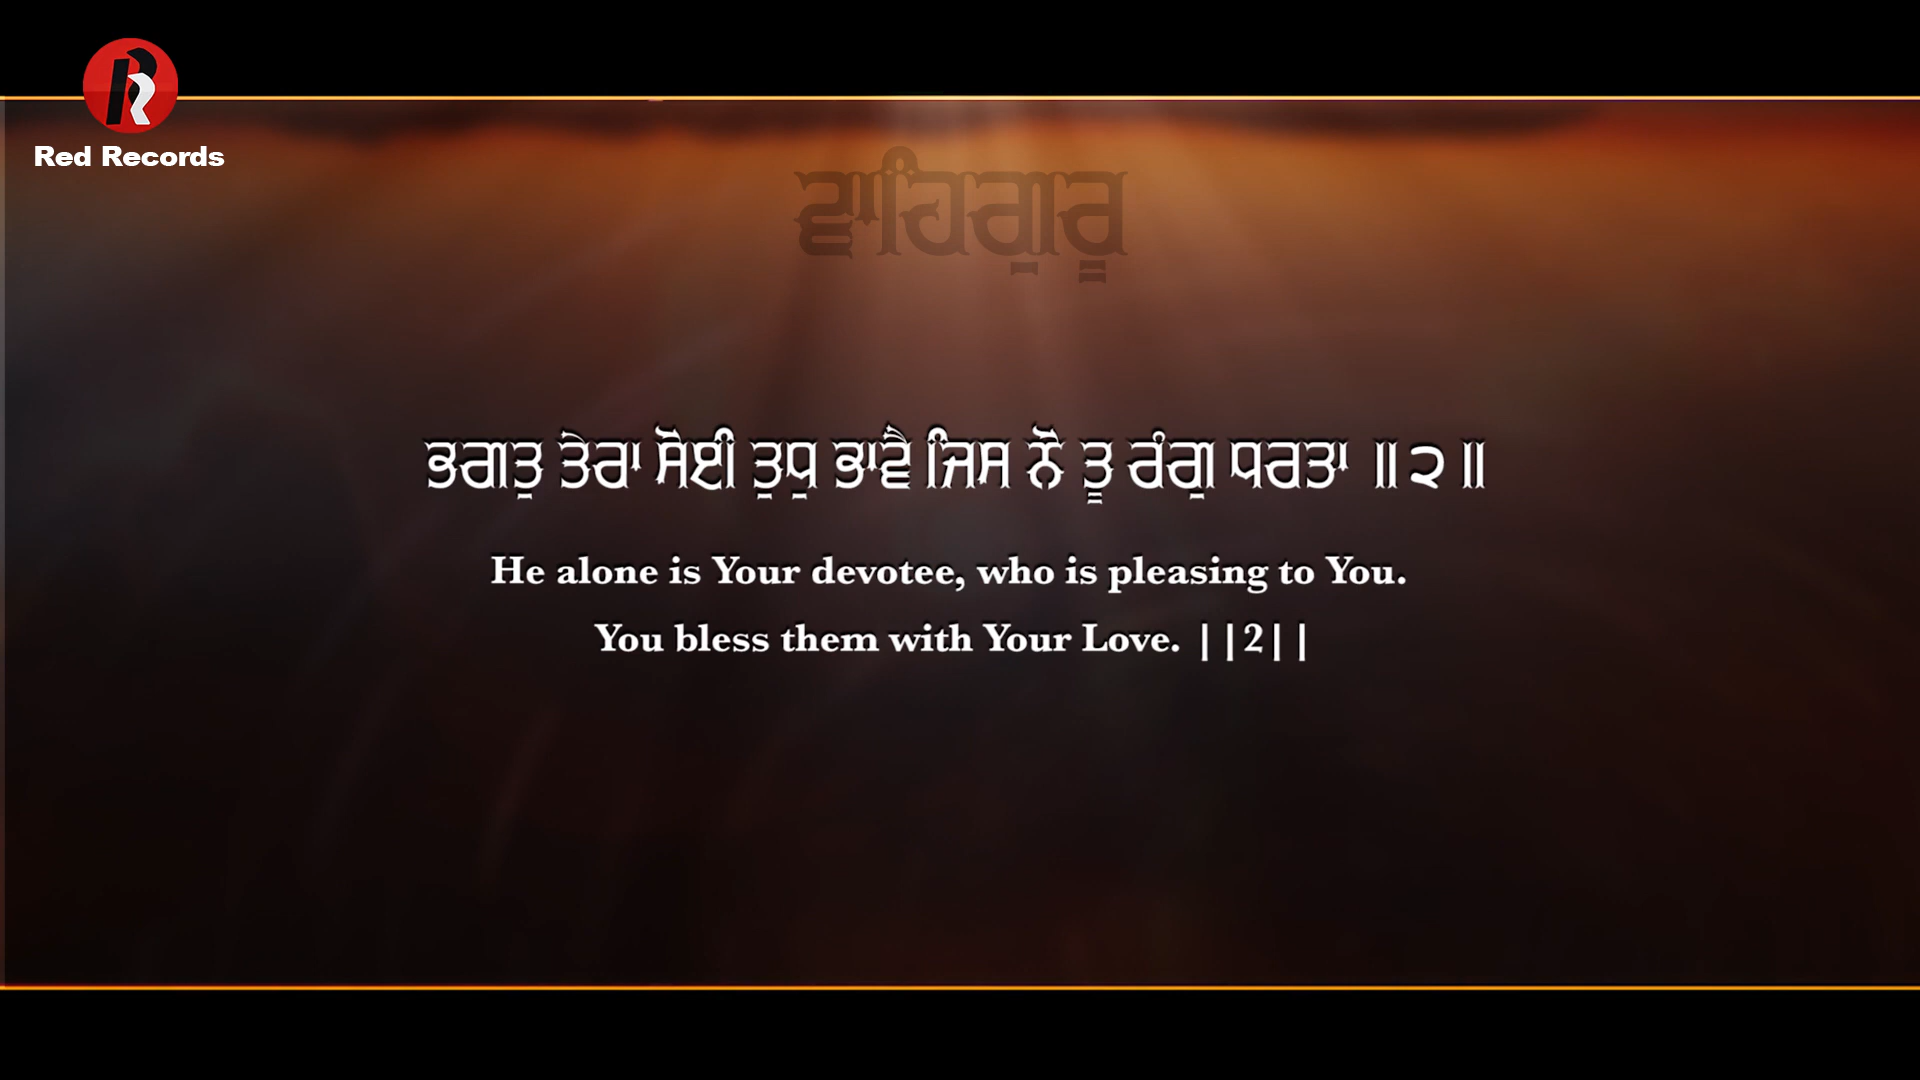 Red Records
ਵਾਹਿਗੁਰੂ
ਭਗਤੁ ਤੇਰਾ ਸੋਈ ਤੁਧੁ ਭਾਵੈ ਜਿਸ ਨੋ ਤੂ ਰੰਗੁ ਧਰਤਾ ॥੨॥
He alone is Your devotee, who is pleasing to You.
You bless them with Your Love. ||2||